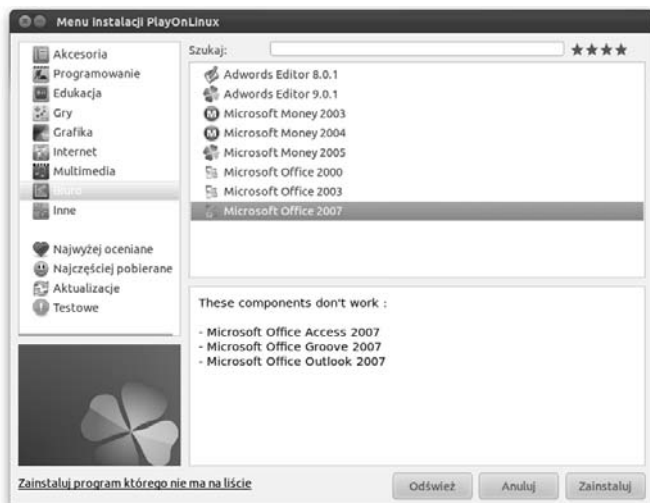 Menu instalacji PlayOnLinux
Akcesoria
Programowanie
Edukacja
Gry
Grafika
Internet
Multimedia
Biuro
Inne
Najwyżej oceniane
Najczęściej pobierane
Aktualizacje
Testowe
Szukaj:
Adwords Editor 8.0.1
Adwords Editor 9.0.1
Microsoft Money 2003
Microsoft Money 2004
Microsoft Money 2005
Microsoft Office 2000
Microsoft Office 2003
Microsoft Office 2007
These components don't work :
- Microsoft Office Access 2007
- Microsoft Office Groove 2007
- Microsoft Office Outlook 2007
Zainstaluj program którego nie ma na liście
Odśwież
Anuluj
Zainstaluj